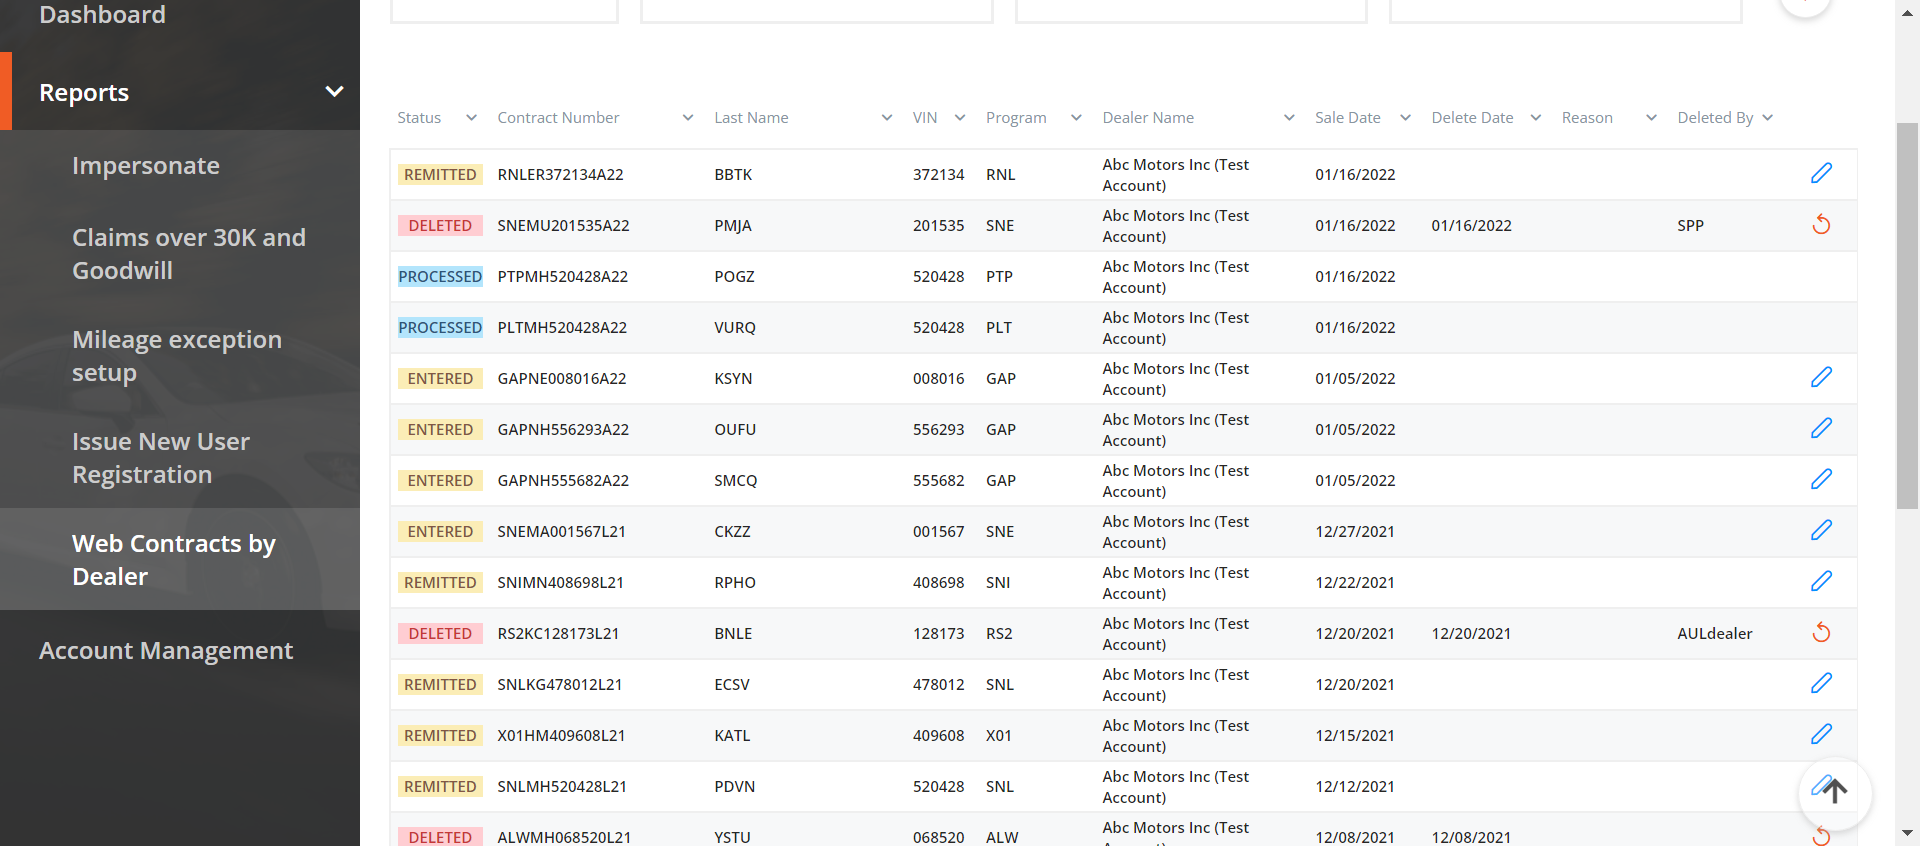 Dashboard
Reports
Impersonate
Claims over 30K and
Goodwill
Mileage exception
setup
Issue New User
Registration
Web Contracts by
Dealer
Account Management
Status Contract Number Last Name VIN Program Dealer Name Sale Date Delete Date Reason Deleted By
REMITTED RNLER372134A22 BBTK 372134 RNL Abc Motors Inc (Test 01/16/2022
Account)
DELETED SNEMU201535A22 PMJA 201535 SNE Abc Motors Inc (Test 01/16/2022 01/16/2022 SPP
Account)
PROCESSED PTPMH520428A22 POGZ 520428 PTP Abc Motors Inc (Test 01/16/2022
Account)
PROCESSED PLTMH520428A22 VURQ 520428 PLT Abc Motors Inc (Test 01/16/2022
Account)
ENTERED GAPNE008016A22 KSYN 008016 GAP Abc Motors Inc (Test 01/05/2022
Account)
ENTERED GAPNH556293A22 OUFU 556293 GAP Abc Motors Inc (Test 01/05/2022
Account)
ENTERED GAPNH555682A22 SMCQ 555682 GAP Abc Motors Inc (Test 01/05/2022
Account)
ENTERED SNEMA001567L21 CKZZ 001567 SNE Abc Motors Inc (Test 12/27/2021
Account)
REMITTED SNIMN408698L21 RPHO 408698 SNI Abc Motors Inc (Test 12/22/2021
Account)
DELETED RS2KC128173L21 BNLE 128173 RS2 Abc Motors Inc (Test 12/20/2021 12/20/2021 AULdealer
Account)
REMITTED SNLKG478012L21 ECSV 478012 SNL Abc Motors Inc (Test 12/20/2021
Account)
REMITTED X01HM409608L21 KATL 409608 X01 Abc Motors Inc (Test 12/15/2021
Account)
REMITTED SNLMH520428L21 PDVN 520428 SNL Abc Motors Inc (Test 12/12/2021
Account)
DELETED ALWMH068520L21 YSTU 068520 ALW Abc Motors Inc (Test 12/08/2021 12/08/2021